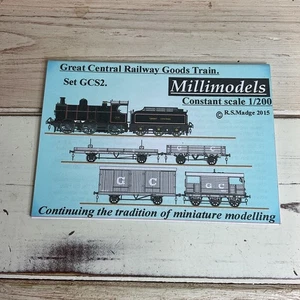 Great Central Railway Goods Train.
Set GCS2.
Millimodels
Constant scale 1/200
© R.S.Madge 2015
G C
G C
Continuing the tradition of miniature modelling